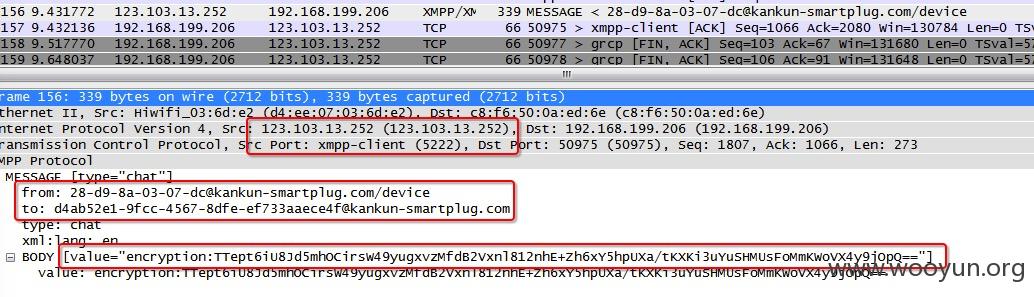 156 9.431772 123.103.13.252 192.168.199.206 XMPP/XM 339 MESSAGE < 28-d9-8a-03-07-dc@kankun-smartplug.com/device
157 9.432136 192.168.199.206 123.103.13.252 TCP 66 50975 > xmpp-client [ACK] Seq=1066 Ack=2080 Win=130784 Len=0 TSval=5
158 9.517770 192.168.199.206 123.103.13.252 TCP 66 50977 > grcp [FIN, ACK] Seq=103 Ack=67 Win=131680 Len=0 TSval=52
159 9.648037 192.168.199.206 123.103.13.252 TCP 66 50978 > grcp [FIN, ACK] Seq=106 Ack=91 Win=131648 Len=0 TSval=5
rame 156: 339 bytes on wire (2712 bits), 339 bytes captured (2712 bits)
thernet II, Src: Hiwifi_03:6d:e2 (d4:ee:07:03:6d:e2), Dst: c8:f6:50:0a:ed:6e (c8:f6:50:0a:ed:6e)
nternet Protocol Version 4, Src: 123.103.13.252 (123.103.13.252), Dst: 192.168.199.206 (192.168.199.206)
ransmission Control Protocol, Src Port: xmpp-client (5222), Dst Port: 50975 (50975), Seq: 1807, Ack: 1066, Len: 273
MPP Protocol
MESSAGE [type="chat"]
from: 28-d9-8a-03-07-dc@kankun-smartplug.com/device
to: d4ab52e1-9fcc-4567-8dfe-ef733aaece4f@kankun-smartplug.com
type: chat
xml:lang: en
BODY [value="encryption:TTept6iU8Jd5mhOCirsW49yugxvzMfdB2Vxnl812nhE+Zh6xY5hpUXa/tKXKi3uYuSHMUsFoMmKWoVX4y9jOpQ=="]
value: encryption:TTept6iU8Jd5mhOCirsW49yugxvzMfdB2Vxnl812nhE+Zh6xY5hpUXa/tKXKi3uYuSHMUsFoMmKWoVX4y9jOpQ==
www.wooyun.org